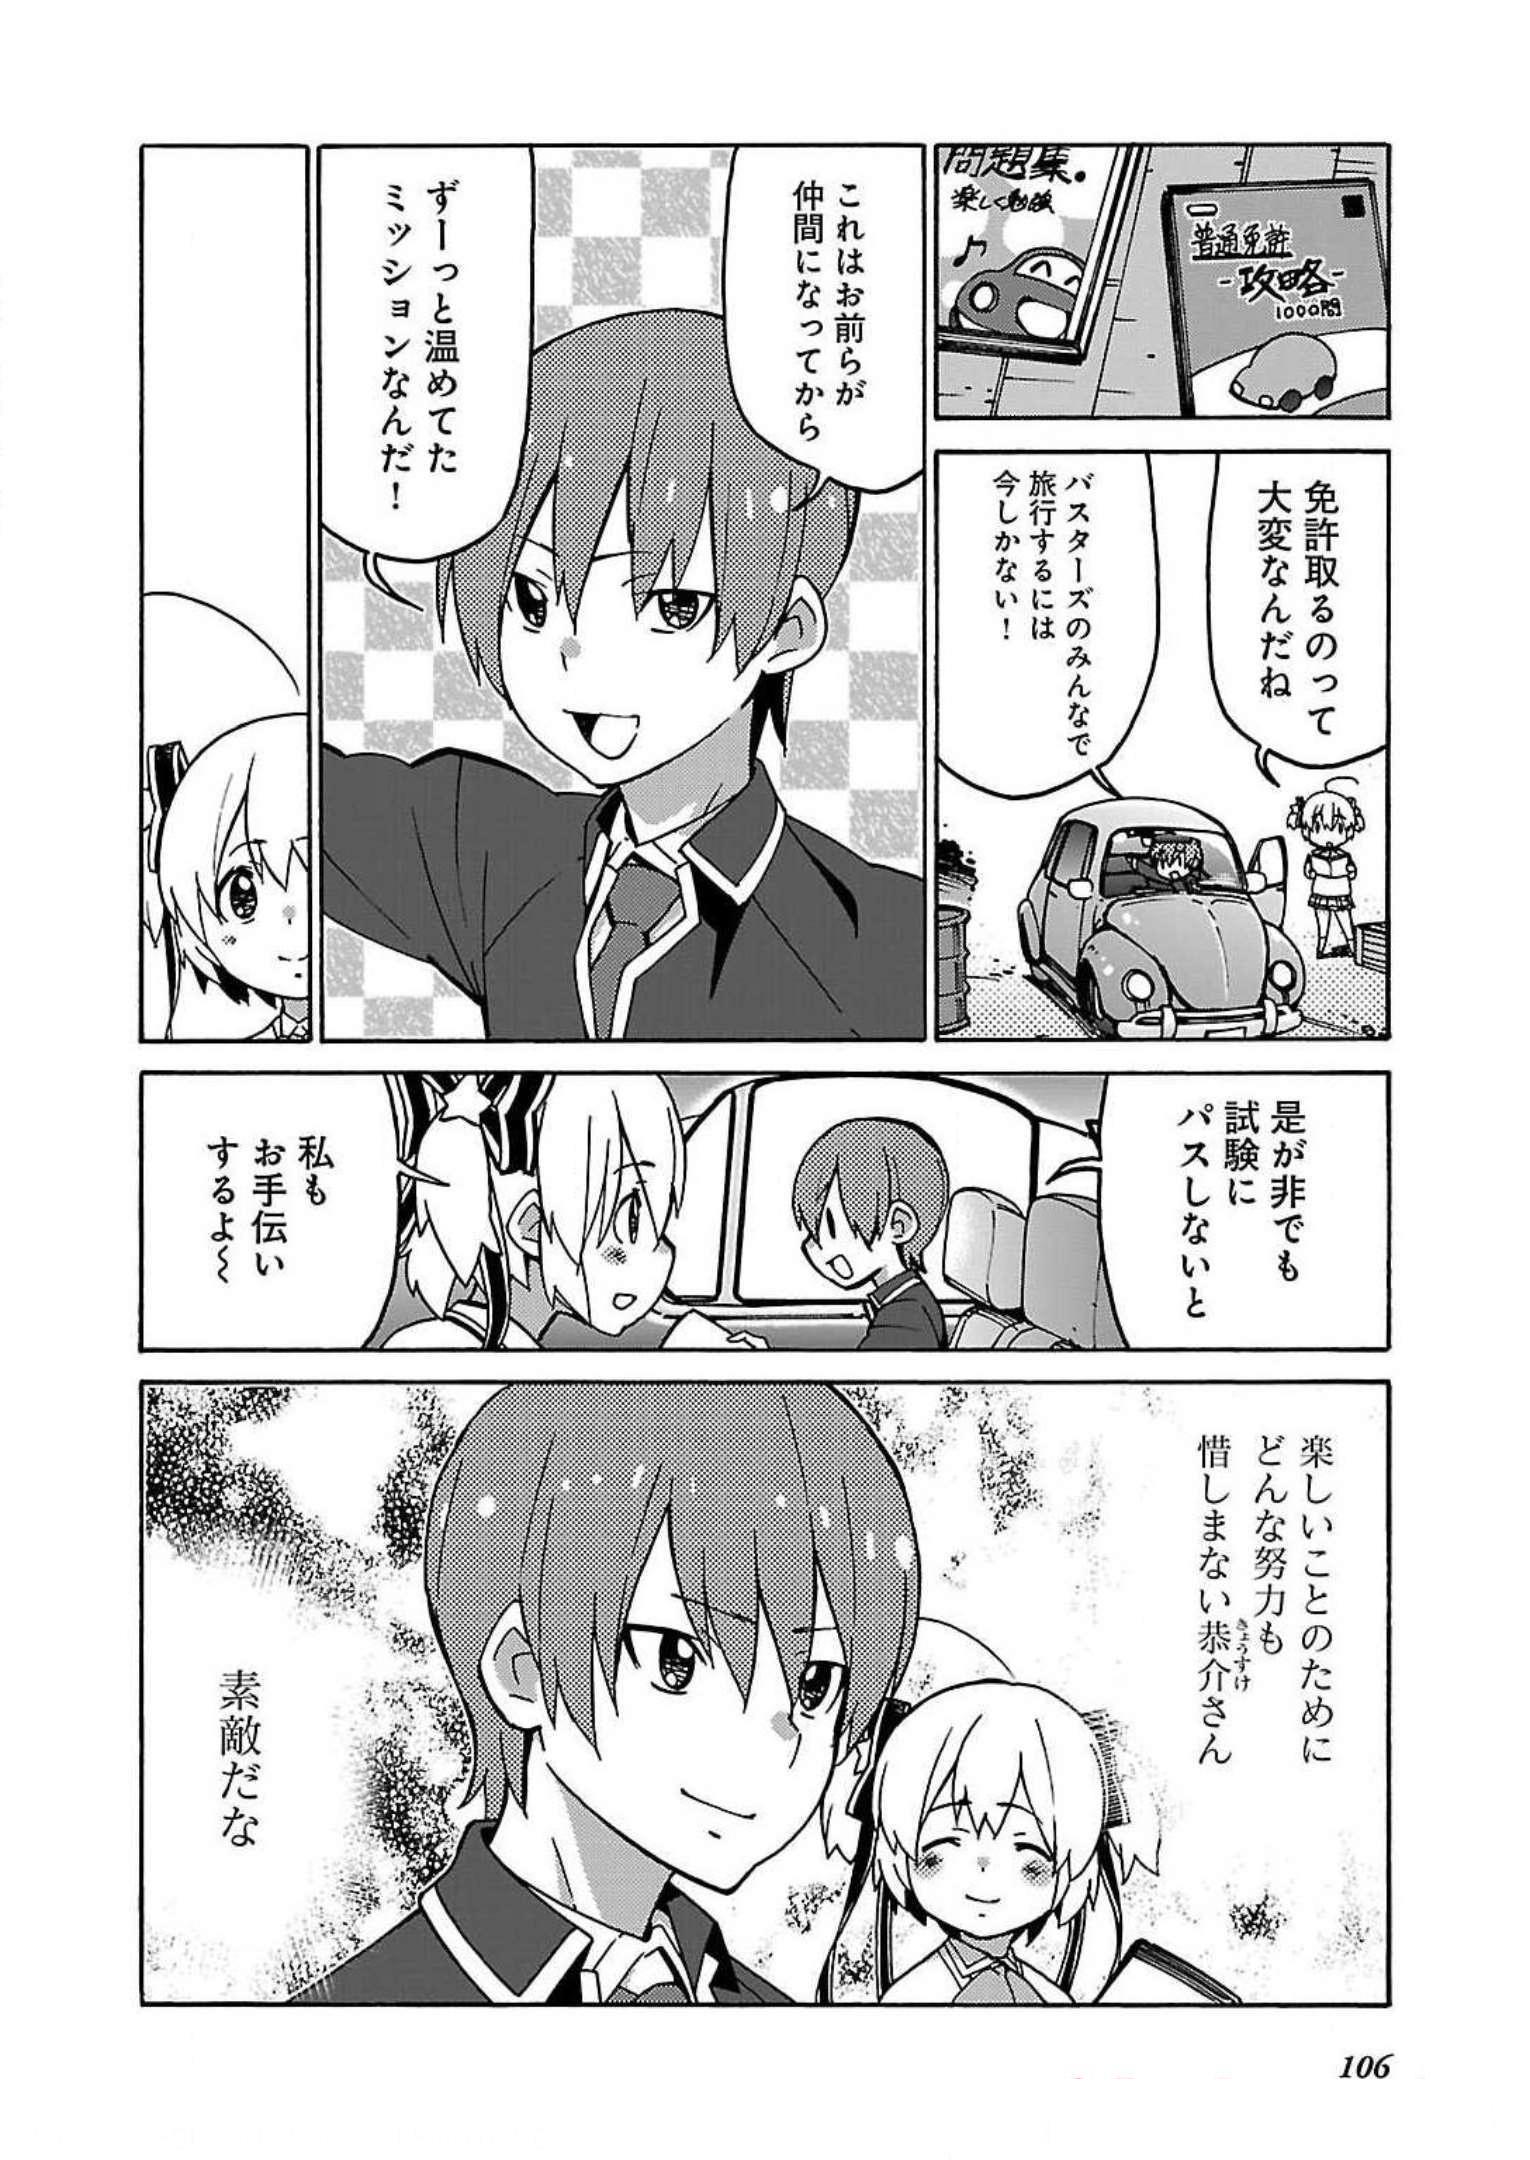 普通免許
-攻略-
1000問
問題集。
楽しく勉強
免許取るのって
大変なんだね
バスターズのみんなで
旅行するには
今しかない！
これはお前らが
仲間になってから
ずーっと温めてた
ミッションなんだ！
是が非でも
試験に
パスしないと
私も
お手伝い
するよ～
楽しいことのために
どんな努力も
惜しまない恭介さん
きょうすけ
素敵だな
106